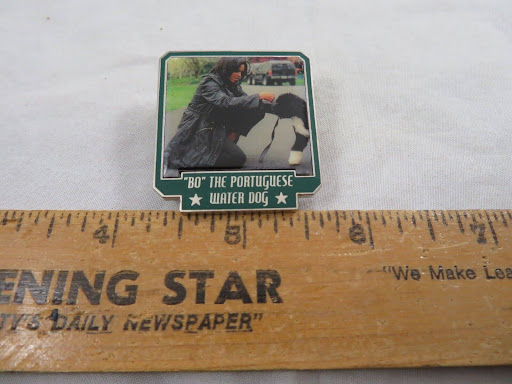 "BO" THE PORTUGUESE
WATER DOG
4 5 6 7
ENING STAR
"We Make Lea
TY'S DAILY NEWSPAPER"